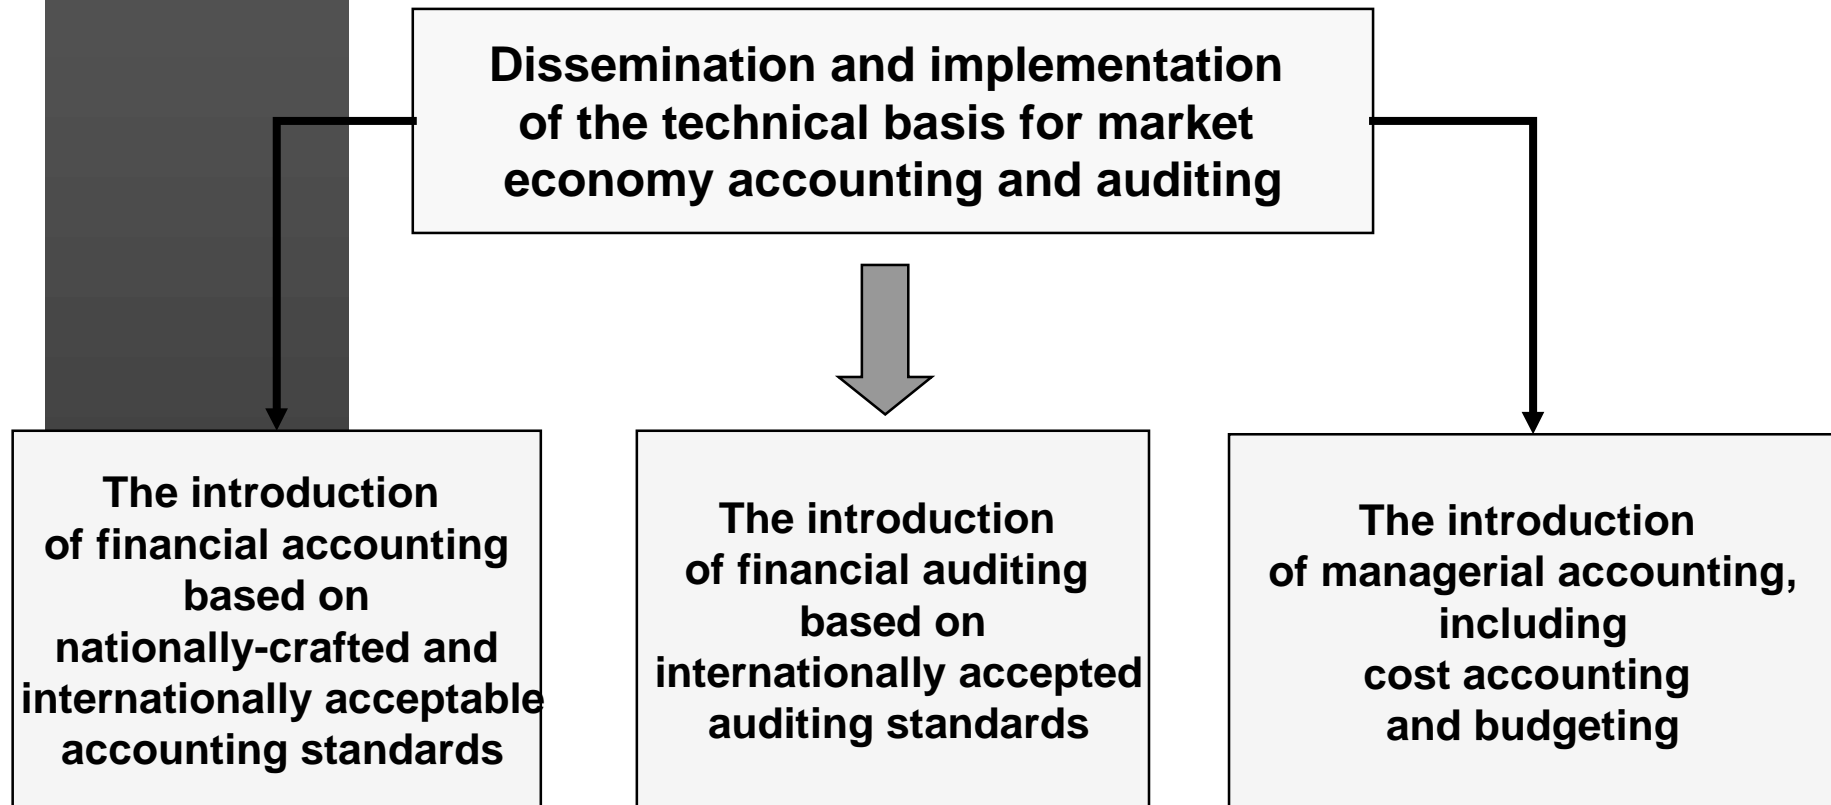 Dissemination and implementation
of the technical basis for market
economy accounting and auditing
The introduction
of financial accounting
based on
nationally-crafted and
internationally acceptable
accounting standards
The introduction
of financial auditing
based on
internationally accepted
auditing standards
The introduction
of managerial accounting,
including
cost accounting
and budgeting